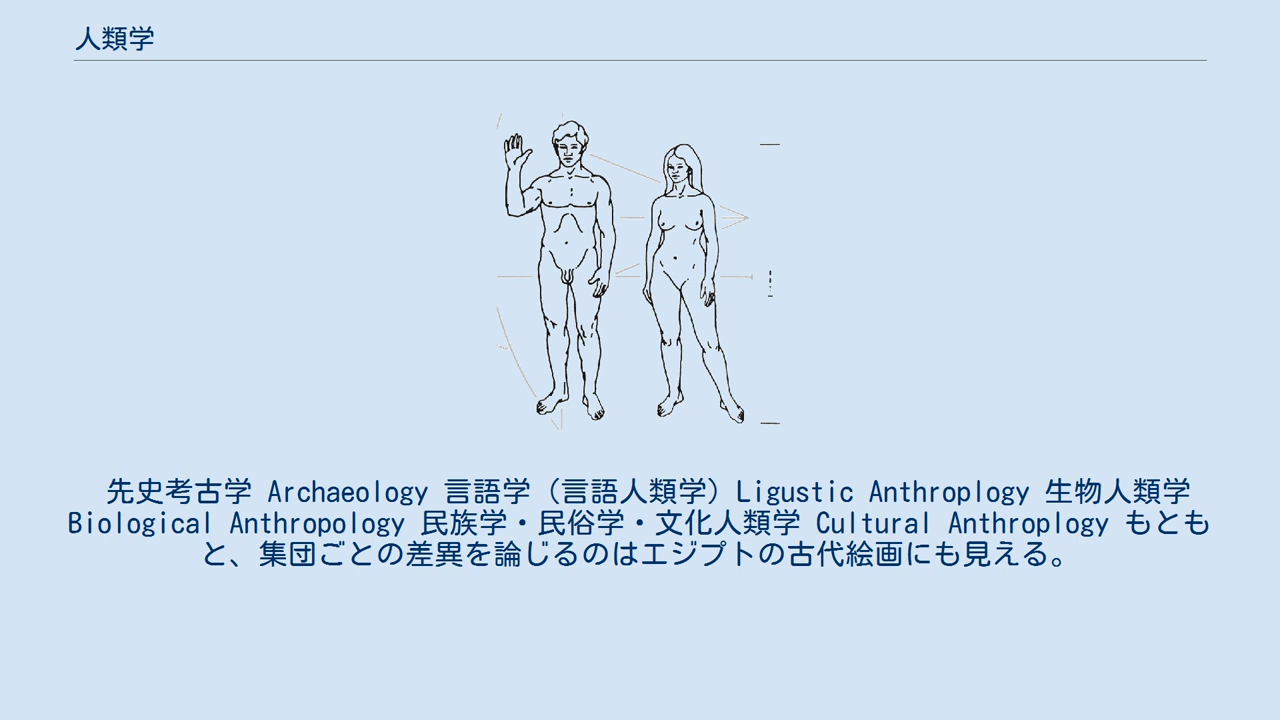 人類学
先史考古学 Archaeology 言語学（言語人類学）Ligustic Anthroplogy 生物人類学
Biological Anthropology 民族学・民俗学・文化人類学 Cultural Anthroplogy もとも
と、集団ごとの差異を論じるのはエジプトの古代絵画にも見える。